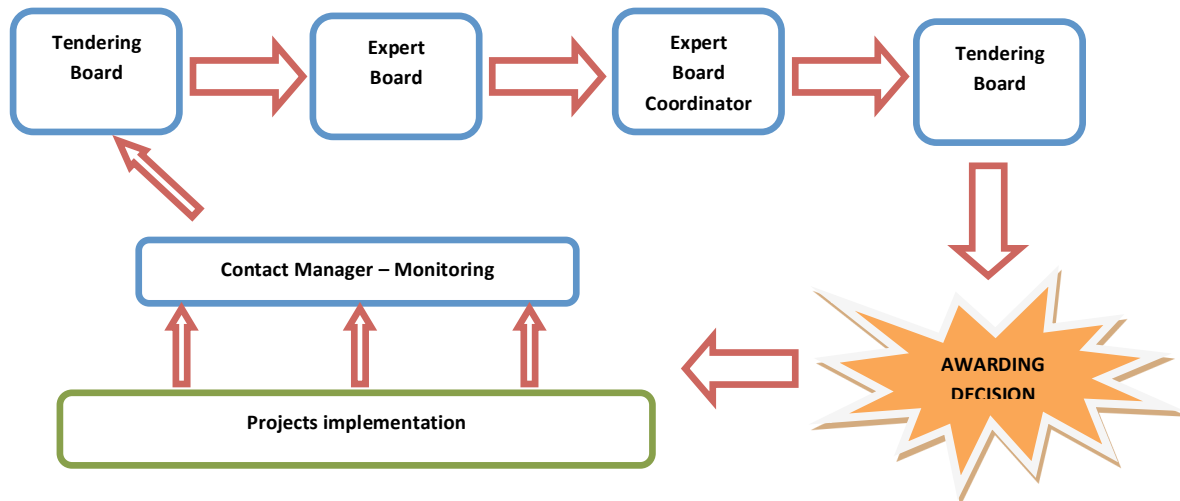 Tendering
Board
Expert
Board
Expert
Board
Coordinator
Tendering
Board
Contact Manager – Monitoring
AWARDING
DECISION
Projects implementation